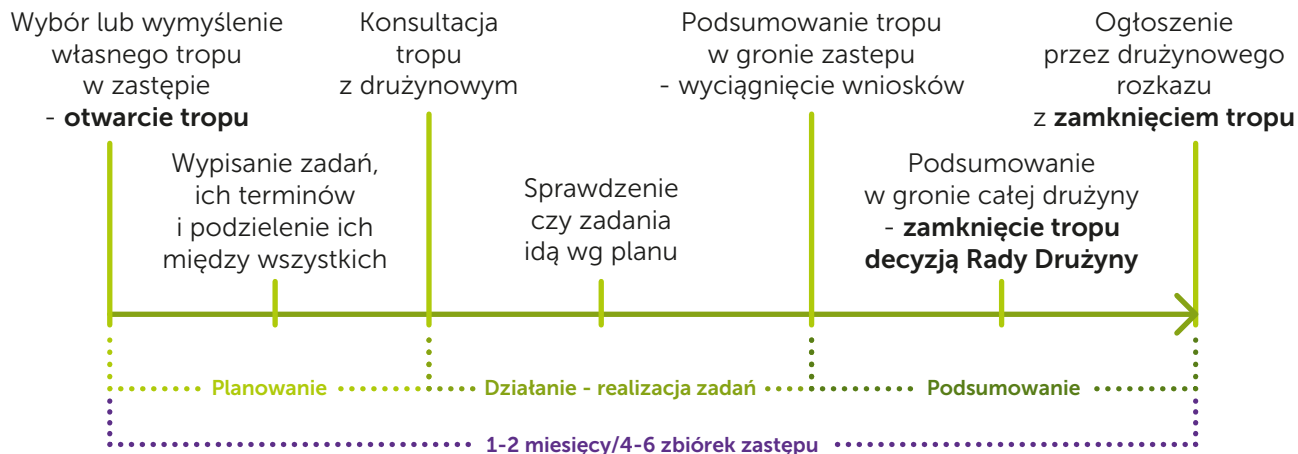 Wybór lub wymyślenie
własnego tropu
w zastępie
- otwarcie tropu
Wypisanie zadań,
ich terminów
i podzielenie ich
między wszystkich
Konsultacja
tropu
z drużynowym
Sprawdzenie
czy zadania
idą wg planu
Podsumowanie tropu
w gronie zastepu
- wyciągnięcie wniosków
Podsumowanie
w gronie całej drużyny
- zamknięcie tropu
decyzją Rady Drużyny
Ogłoszenie
przez drużynowego
rozkazu
z zamknięciem tropu
Planowanie
Działanie - realizacja zadań
Podsumowanie
1-2 miesięcy/4-6 zbiórek zastępu